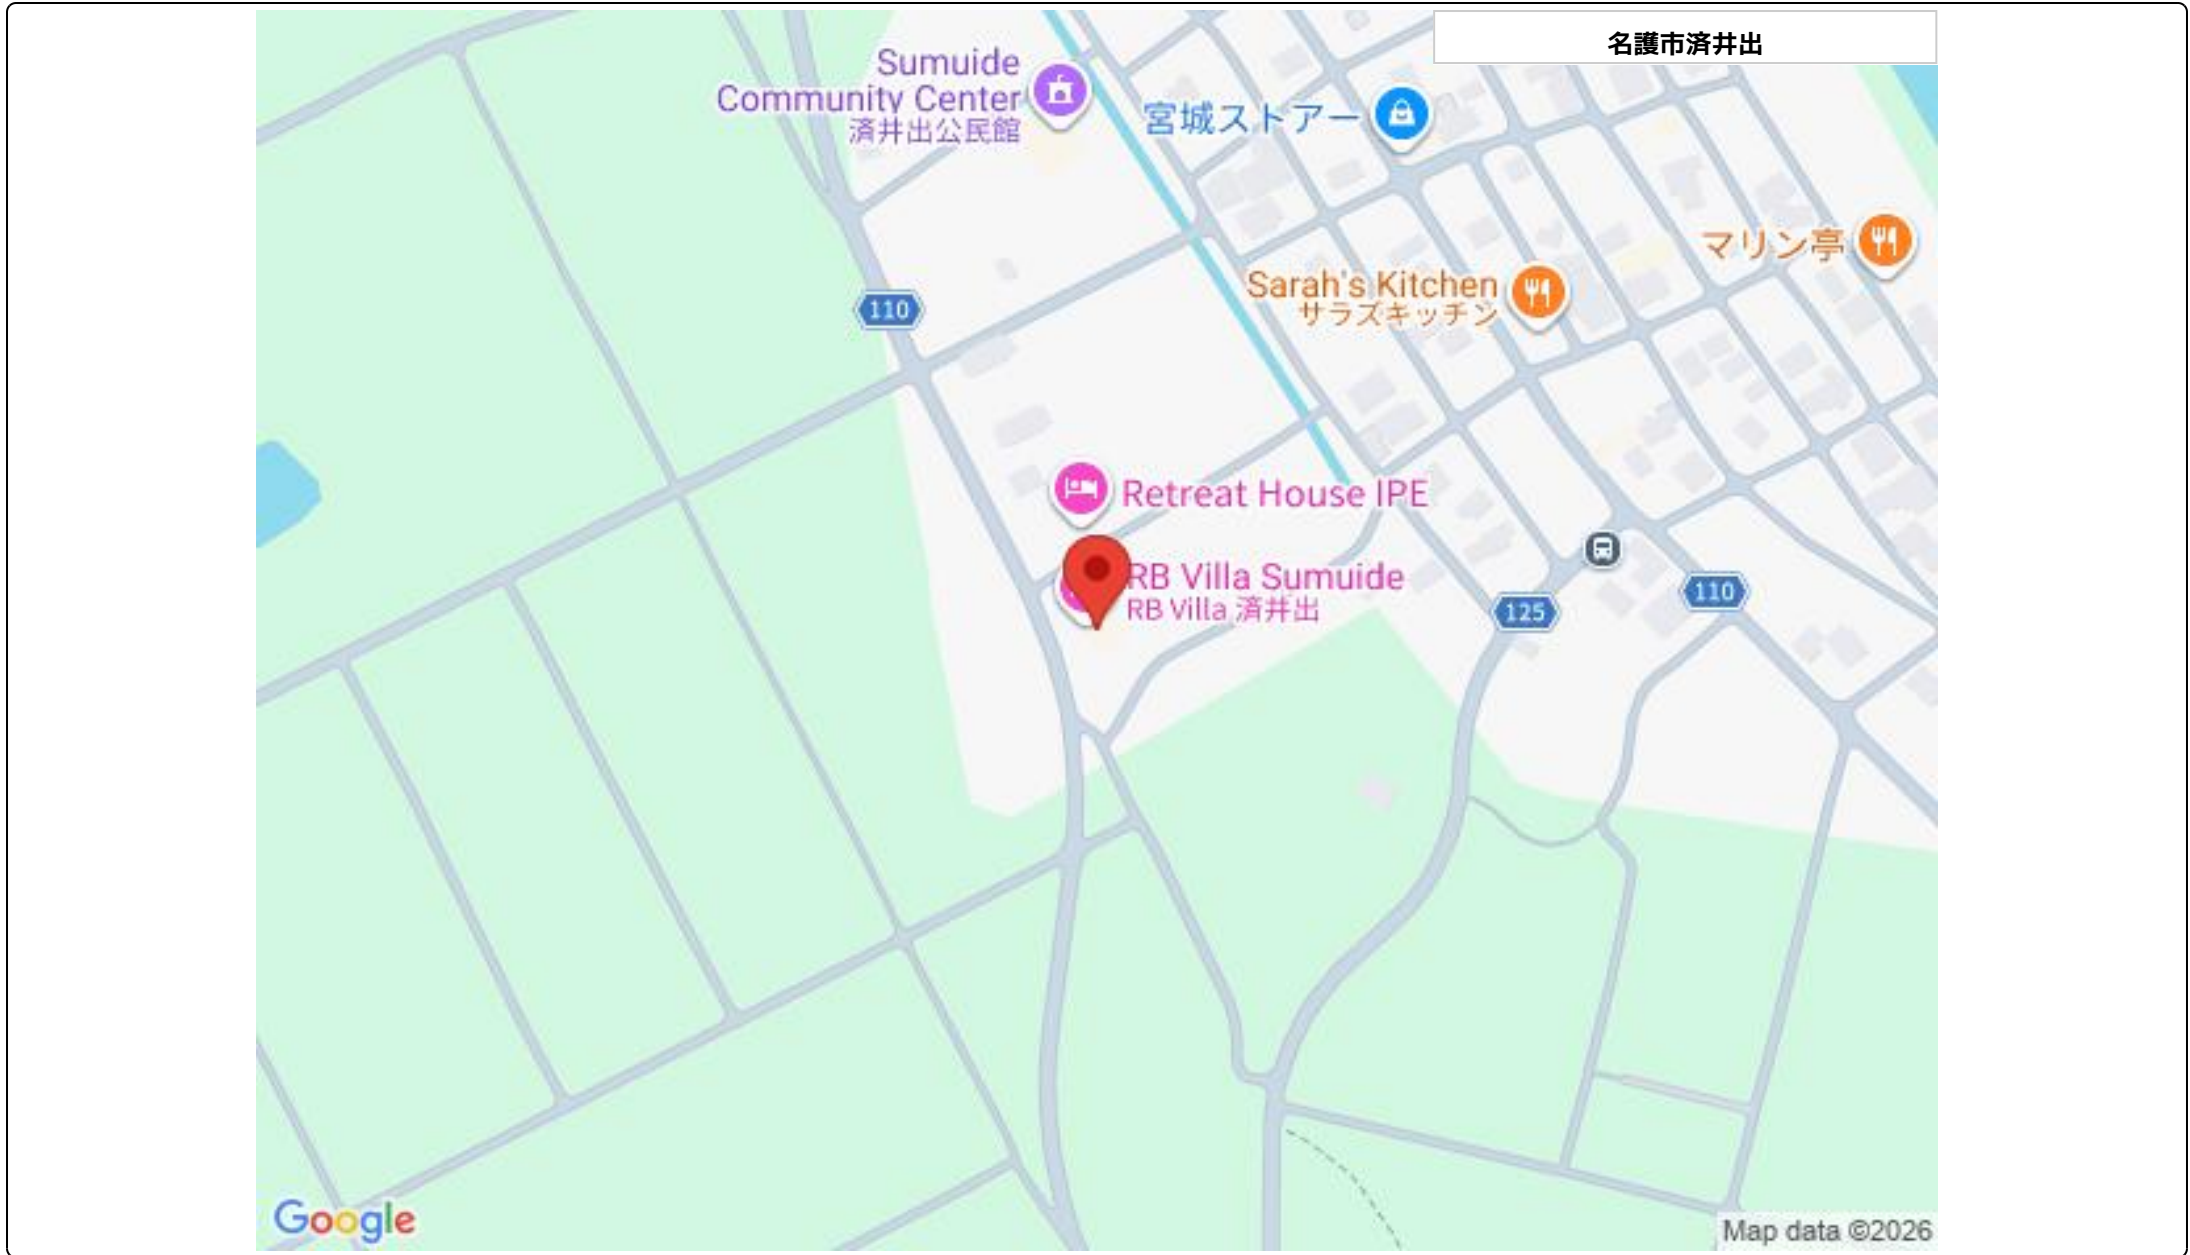 名護市済井出
Sumuide
Community Center
済井出公民館
宮城ストアー
マリン亭
Sarah's Kitchen
サラズキッチン
110
Retreat House IPE
RB Villa Sumuide
RB Villa 済井出
125
110
Google
Map data ©2026